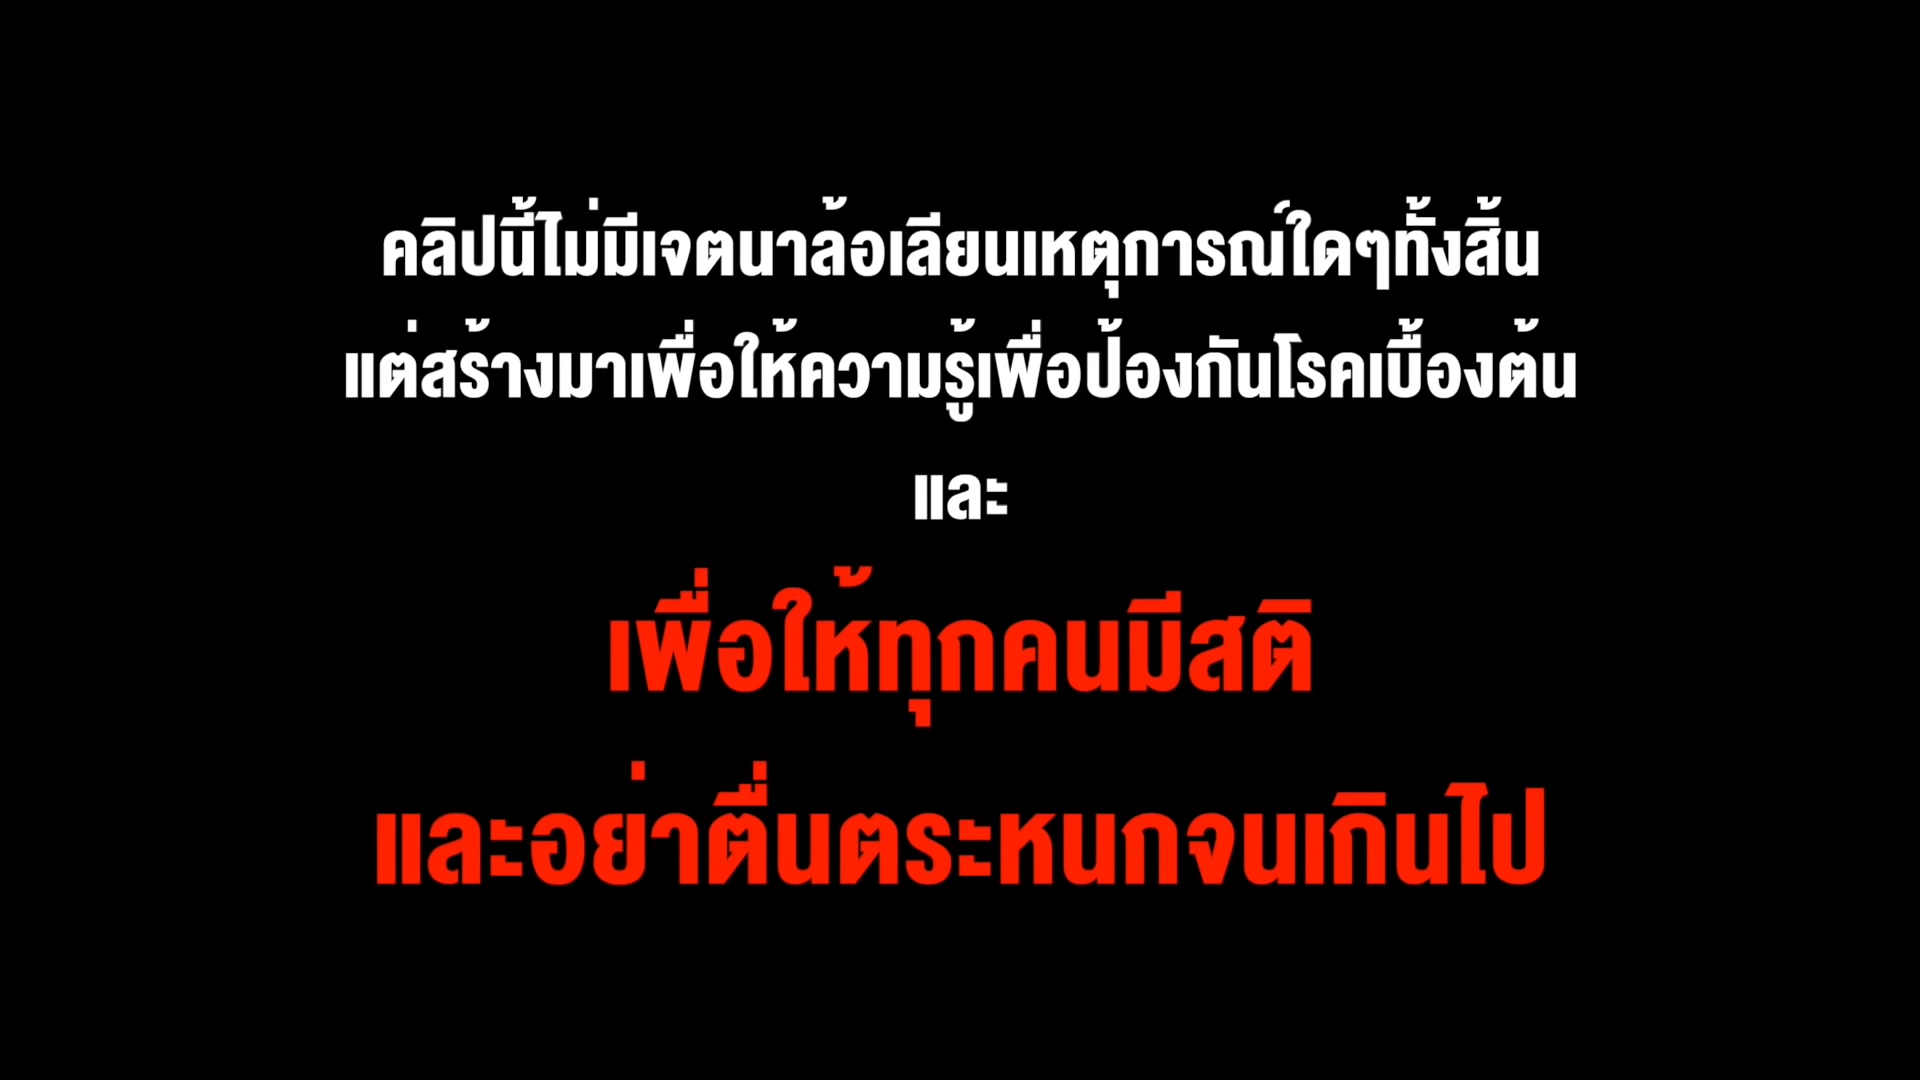 คลิปนี้ไม่มีเจตนาล้อเลียนเหตุการณ์ใดๆทั้งสิ้น
แต่สร้างมาเพื่อให้ความรู้เพื่อป้องกันโรคเบื้องต้น
และ
เพื่อให้ทุกคนมีสติ
และอย่าตื่นตระหนกจนเกินไป